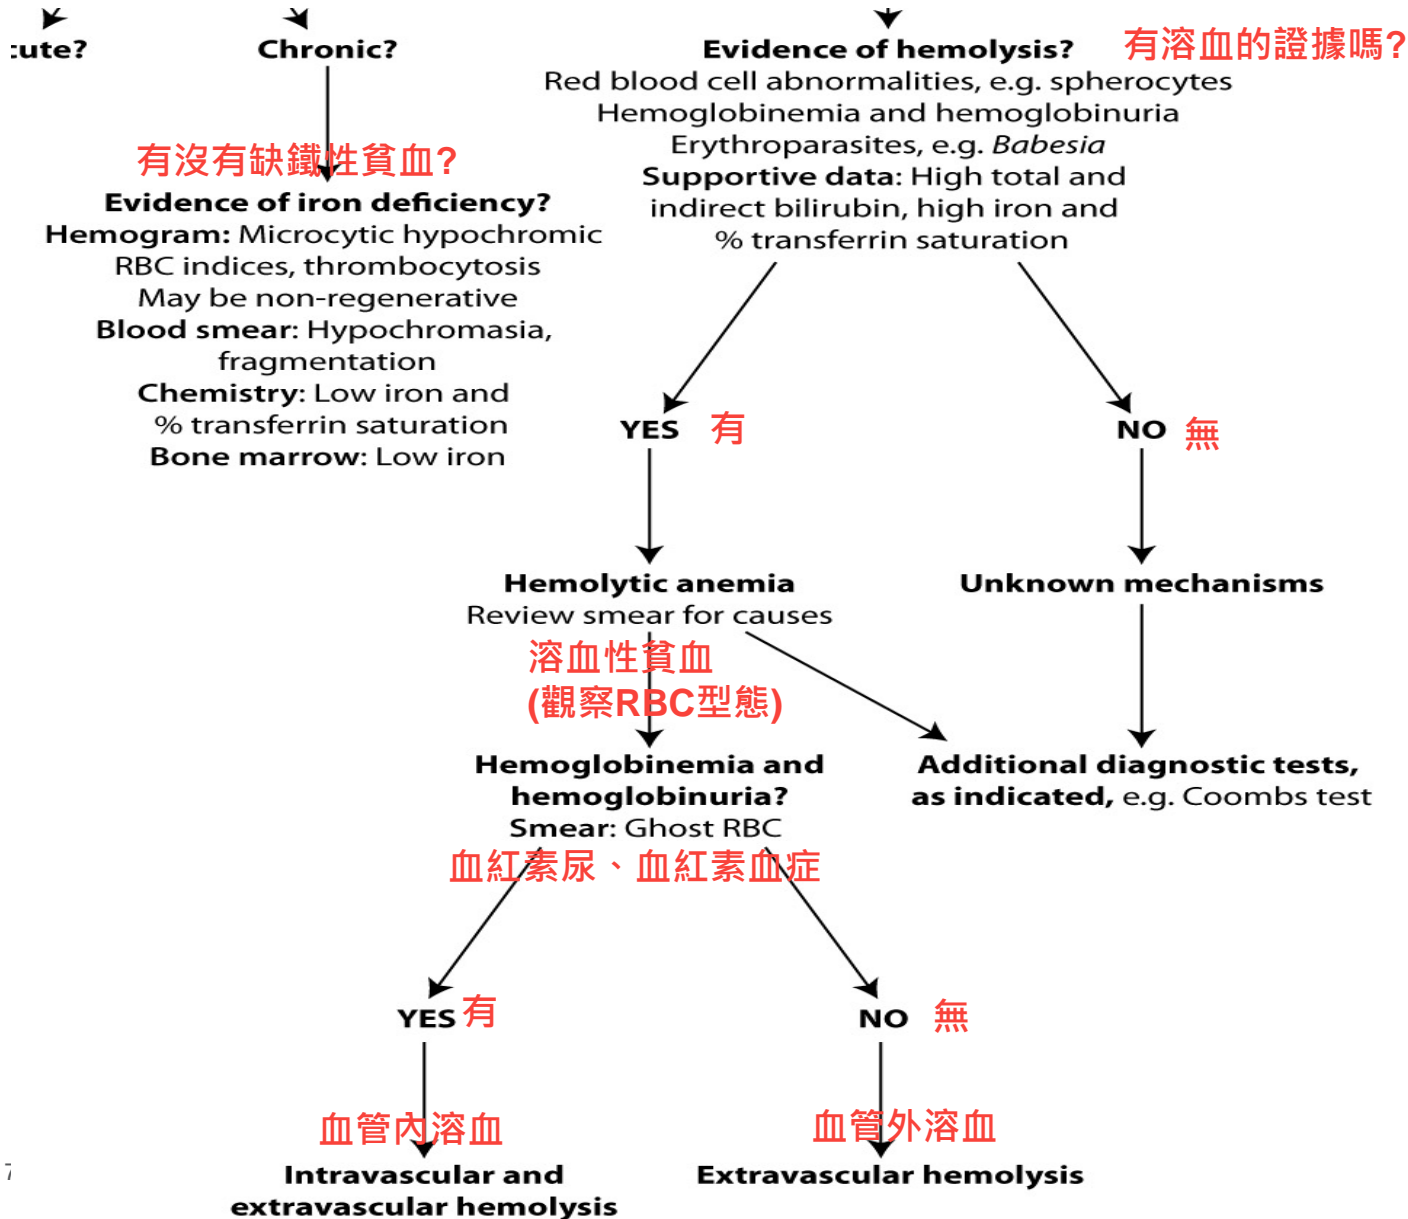 cute?
Chronic?
有沒有缺鐵性貧血?
Evidence of iron deficiency?
Hemogram: Microcytic hypochromic
RBC indices, thrombocytosis
May be non-regenerative
Blood smear: Hypochromasia,
fragmentation
Chemistry: Low iron and
% transferrin saturation
Bone marrow: Low iron
Evidence of hemolysis? 有溶血的證據嗎?
Red blood cell abnormalities, e.g. spherocytes
Hemoglobinemia and hemoglobinuria
Erythroparasites, e.g. Babesia
Supportive data: High total and
indirect bilirubin, high iron and
% transferrin saturation
YES 有
NO 無
Hemolytic anemia
Review smear for causes
溶血性貧血
(觀察RBC型態)
Unknown mechanisms
Hemoglobinemia and
hemoglobinuria?
Smear: Ghost RBC
血紅素尿、血紅素血症
Additional diagnostic tests,
as indicated, e.g. Coombs test
YES 有
NO 無
血管內溶血
Intravascular and
extravascular hemolysis
血管外溶血
Extravascular hemolysis